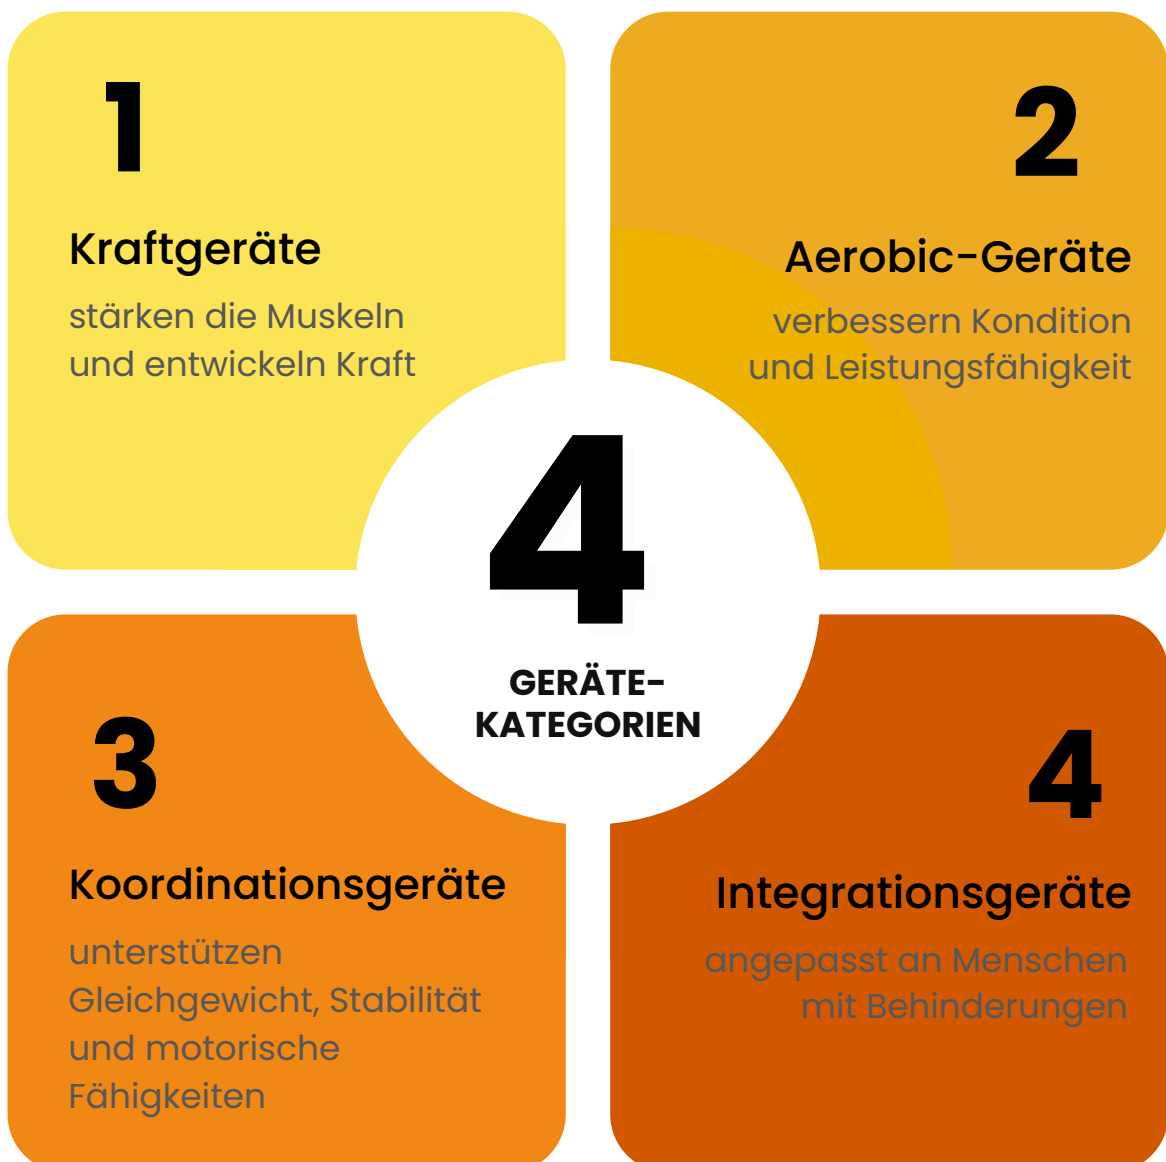 1
Kraftgeräte
stärken die Muskeln
und entwickeln Kraft
2
Aerobic-Geräte
verbessern Kondition
und Leistungsfähigkeit
4
GERÄTE-
KATEGORIEN
3
Koordinationsgeräte
unterstützen
Gleichgewicht, Stabilität
und motorische
Fähigkeiten
4
Integrationsgeräte
angepasst an Menschen
mit Behinderungen